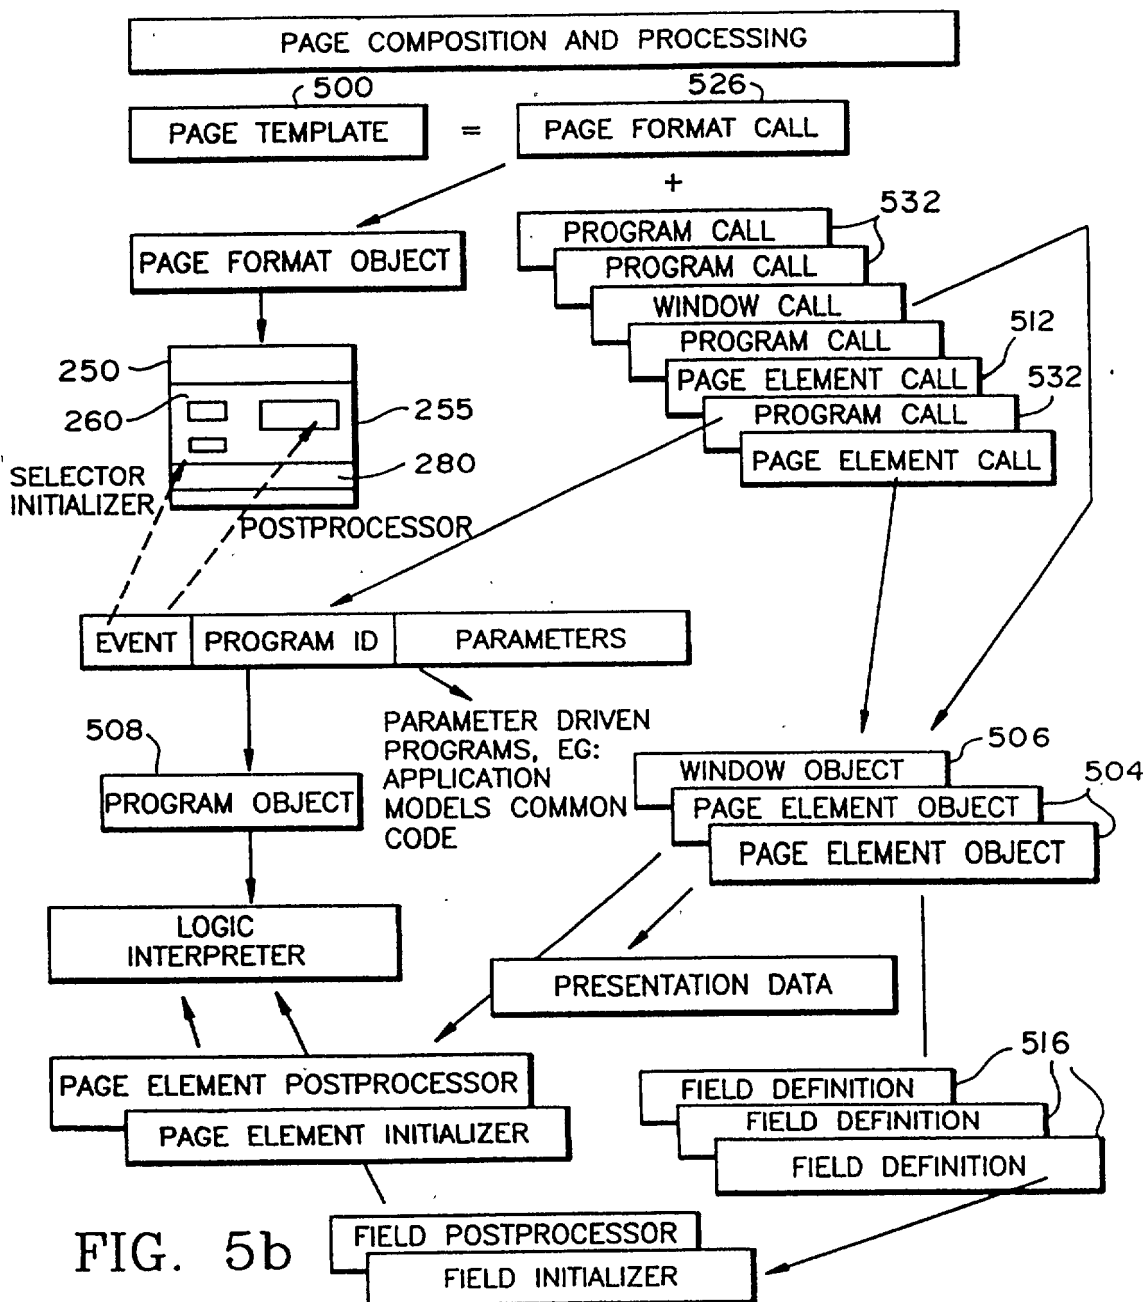 PAGE COMPOSITION AND PROCESSING
500
526
PAGE TEMPLATE
=
PAGE FORMAT CALL
+
532
PROGRAM CALL
PROGRAM CALL
PAGE FORMAT OBJECT
WINDOW CALL
PROGRAM CALL
512
250
PAGE ELEMENT CALL
532
260
255
PROGRAM CALL
PAGE ELEMENT CALL
280
SELECTOR
INITIALIZER
POSTPROCESSOR
EVENT
PROGRAM ID
PARAMETERS
508
PARAMETER DRIVEN
PROGRAMS, EG:
APPLICATION
MODELS COMMON
CODE
506
WINDOW OBJECT
504
PROGRAM OBJECT
PAGE ELEMENT OBJECT
PAGE ELEMENT OBJECT
LOGIC
INTERPRETER
PRESENTATION DATA
516
PAGE ELEMENT POSTPROCESSOR
PAGE ELEMENT INITIALIZER
FIELD DEFINITION
FIELD DEFINITION
FIELD DEFINITION
FIELD POSTPROCESSOR
FIELD INITIALIZER
FIG. 5b